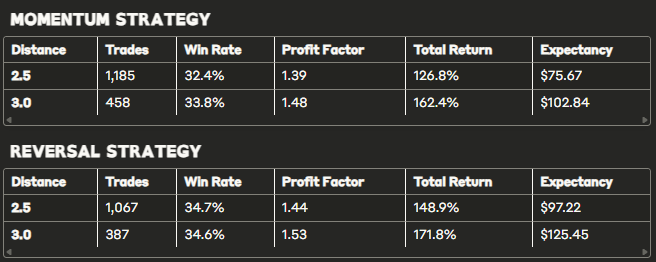 MOMENTUM STRATEGY
Distance Trades Win Rate Profit Factor Total Return Expectancy
2.5 1,185 32.4% 1.39 126.8% $75.67
3.0 458 33.8% 1.48 162.4% $102.84
REVERSAL STRATEGY
Distance Trades Win Rate Profit Factor Total Return Expectancy
2.5 1,067 34.7% 1.44 148.9% $97.22
3.0 387 34.6% 1.53 171.8% $125.45